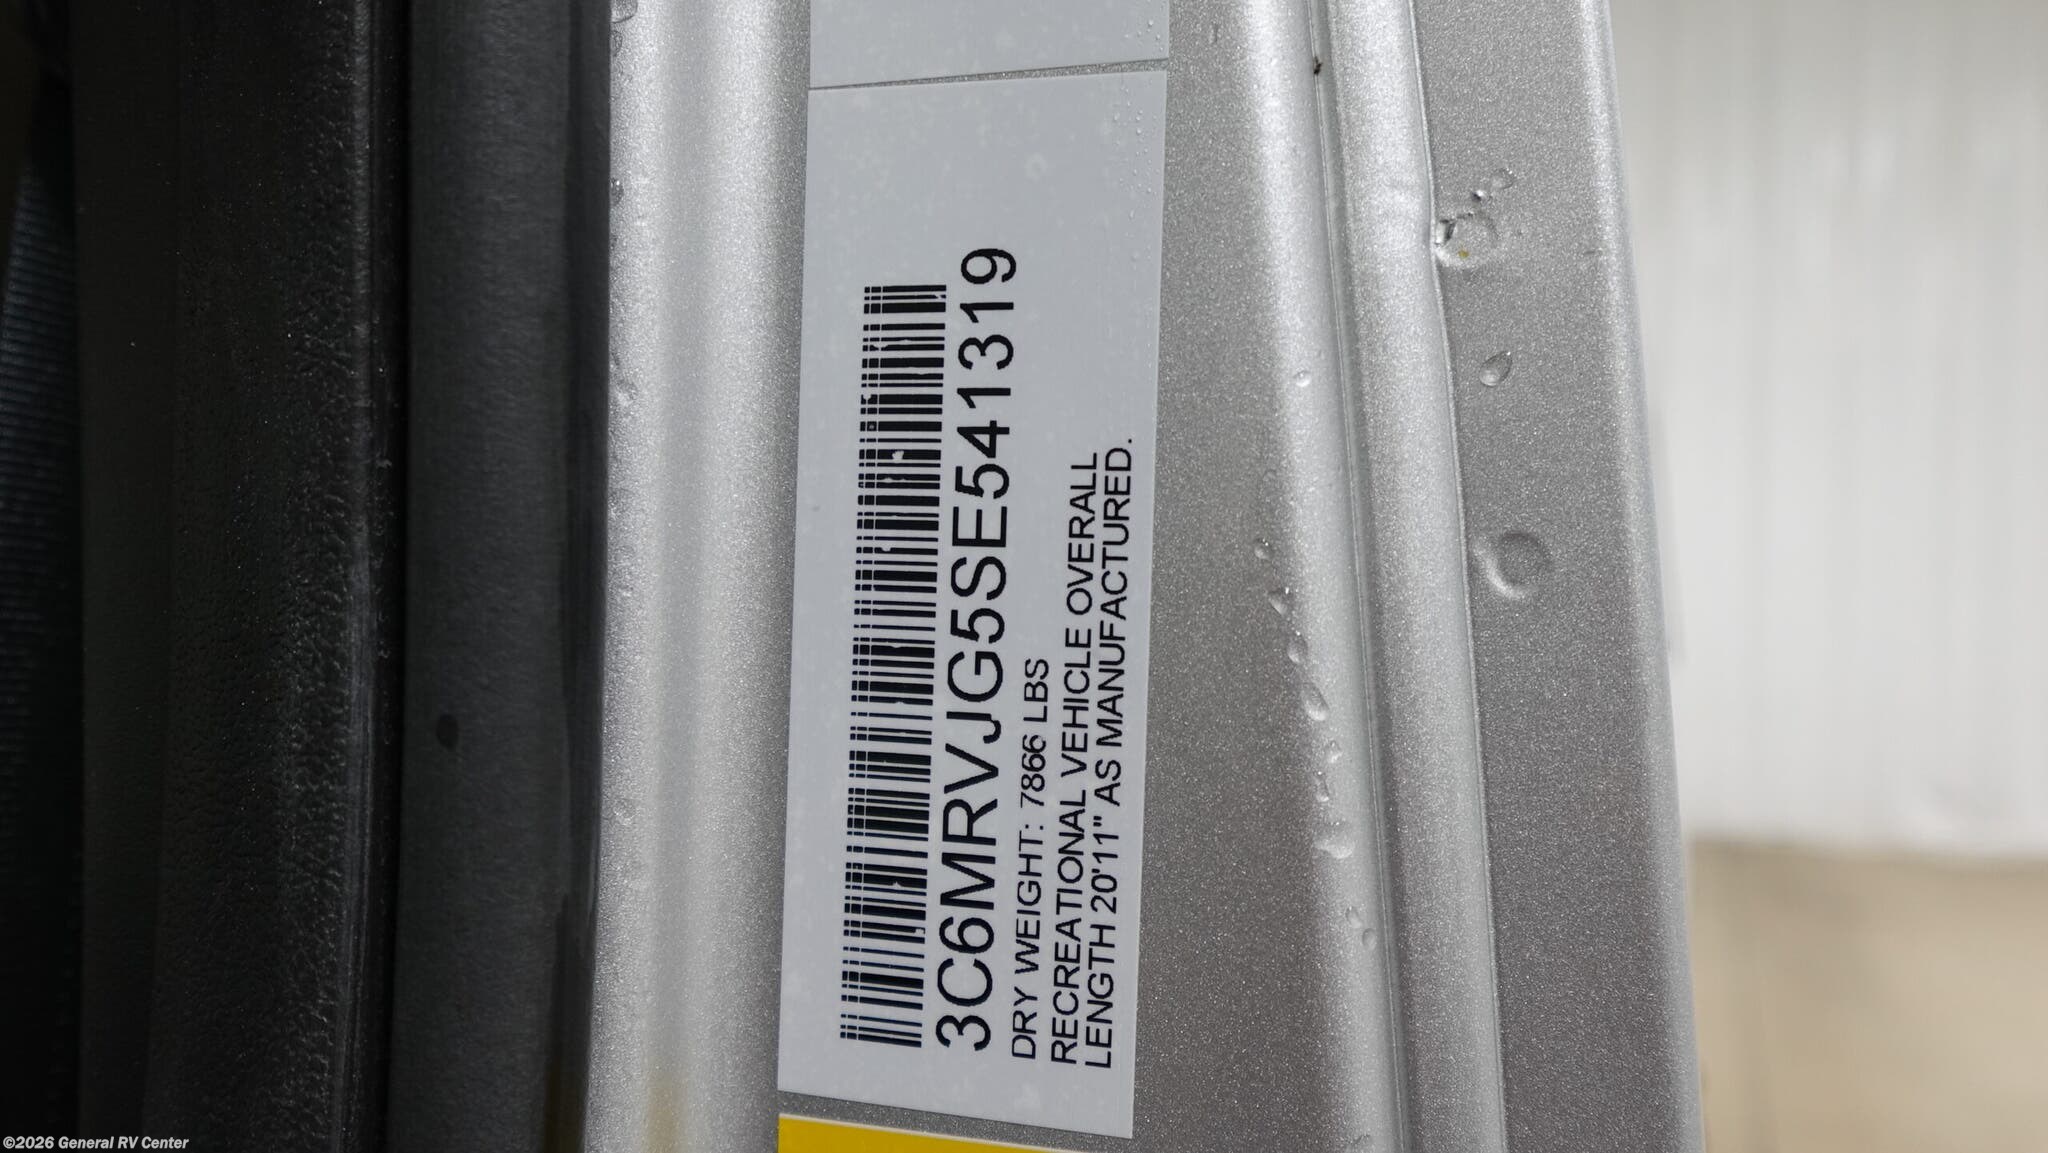 3C6MRVJG5SE541319
DRY WEIGHT: 7866 LBS
RECREATIONAL VEHICLE OVERALL
LENGTH 20'11" AS MANUFACTURED.
©2026 General RV Center